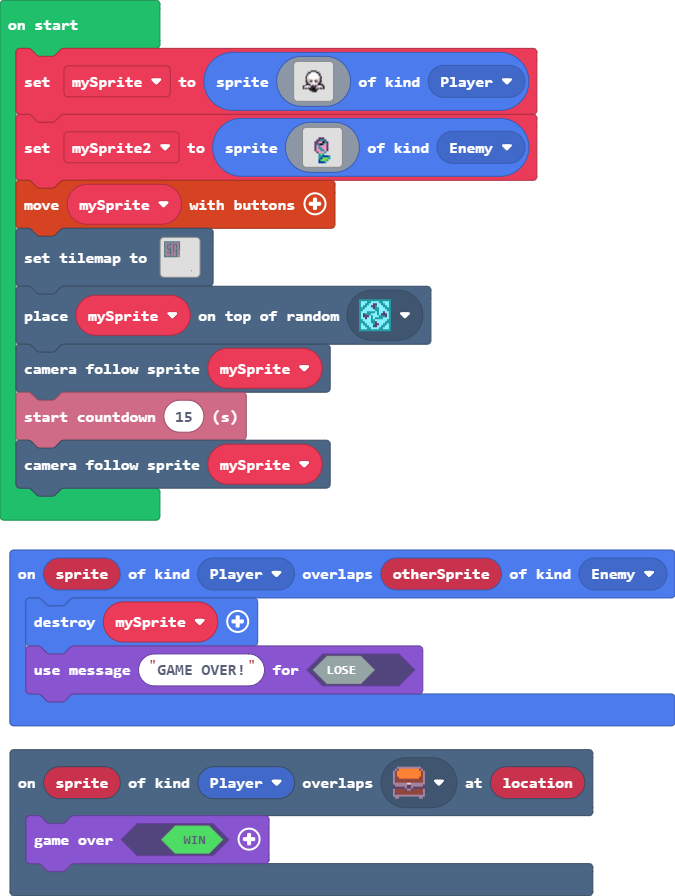 on start
set mySprite to sprite of kind Player
set mySprite2 to sprite of kind Enemy
move mySprite with buttons
set tilemap to
place mySprite on top of random
camera follow sprite mySprite
start countdown 15 (s)
camera follow sprite mySprite
on sprite of kind Player overlaps otherSprite of kind Enemy
destroy mySprite
use message "GAME OVER!" for LOSE
on sprite of kind Player overlaps at location
game over WIN